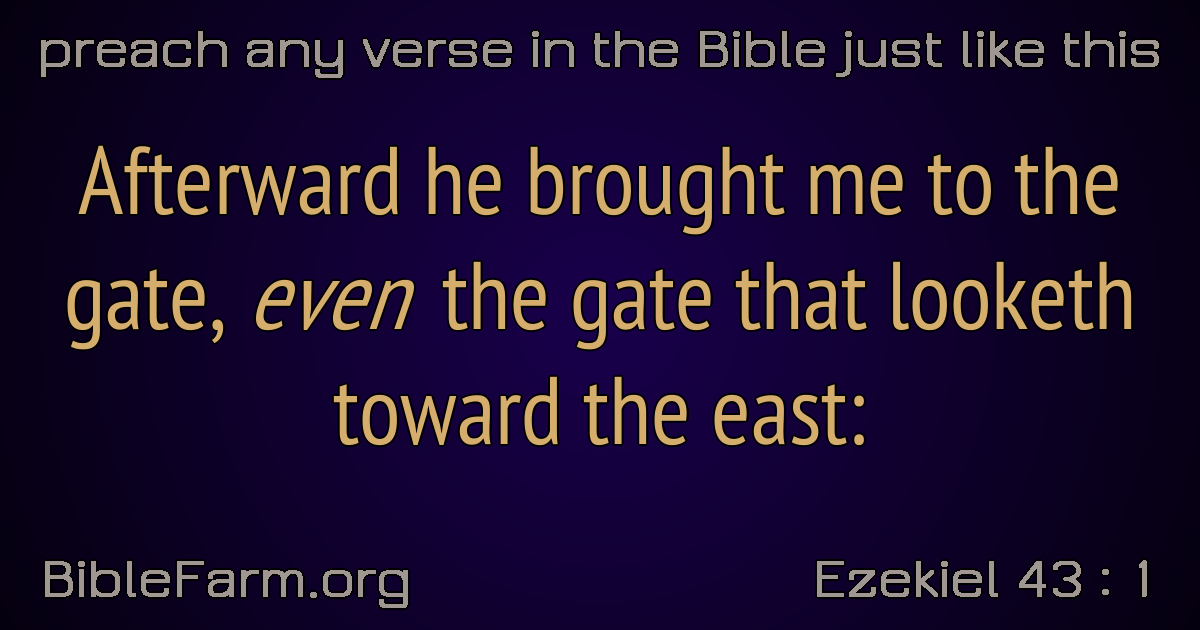 preach any verse in the Bible just like this
Afterward he brought me to the
gate, even the gate that looketh
toward the east:
BibleFarm.org
Ezekiel 43 : 1